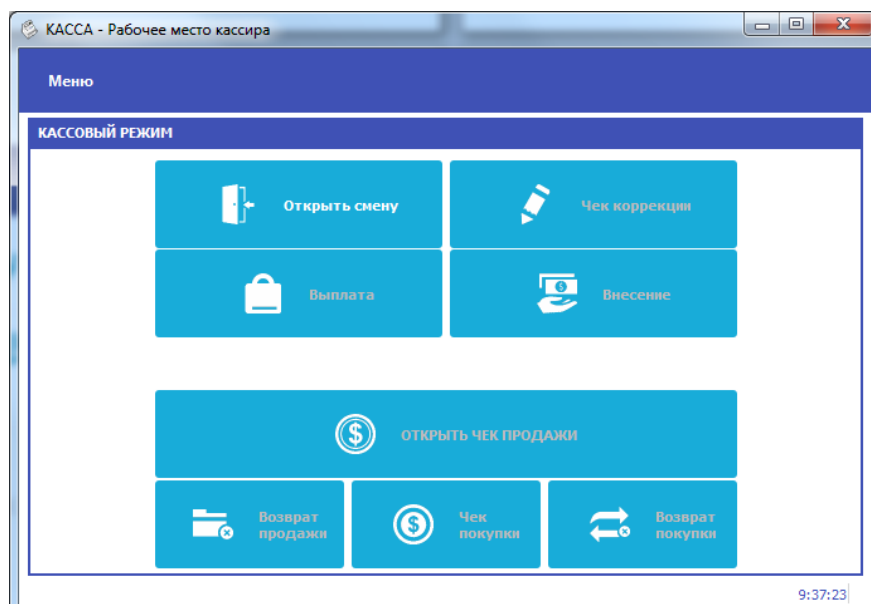 КАССА - Рабочее место кассира
Меню
КАССОВЫЙ РЕЖИМ
Открыть смену
Чек коррекции
Выплата
Внесение
ОТКРЫТЬ ЧЕК ПРОДАЖИ
Возврат
продажи
Чек
покупки
Возврат
покупки
9:37:23